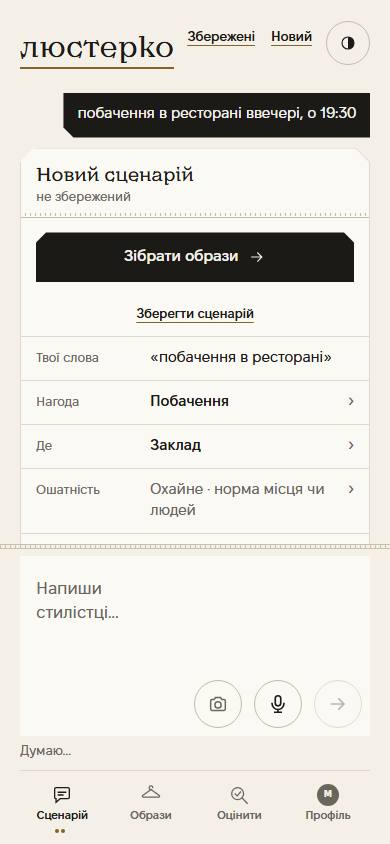 люстерко
Збережені
Новий
побачення в ресторані ввечері, о 19:30
Новий сценарій
не збережений
Зібрати образи →
Зберегти сценарій
Твої слова «побачення в ресторані»
Нагода Побачення ›
Де Заклад ›
Ошатність Охайне · норма місця чи ›
людей
Напиши
стилістці...
Думаю...
M
Сценарій Образи Оцінити Профіль